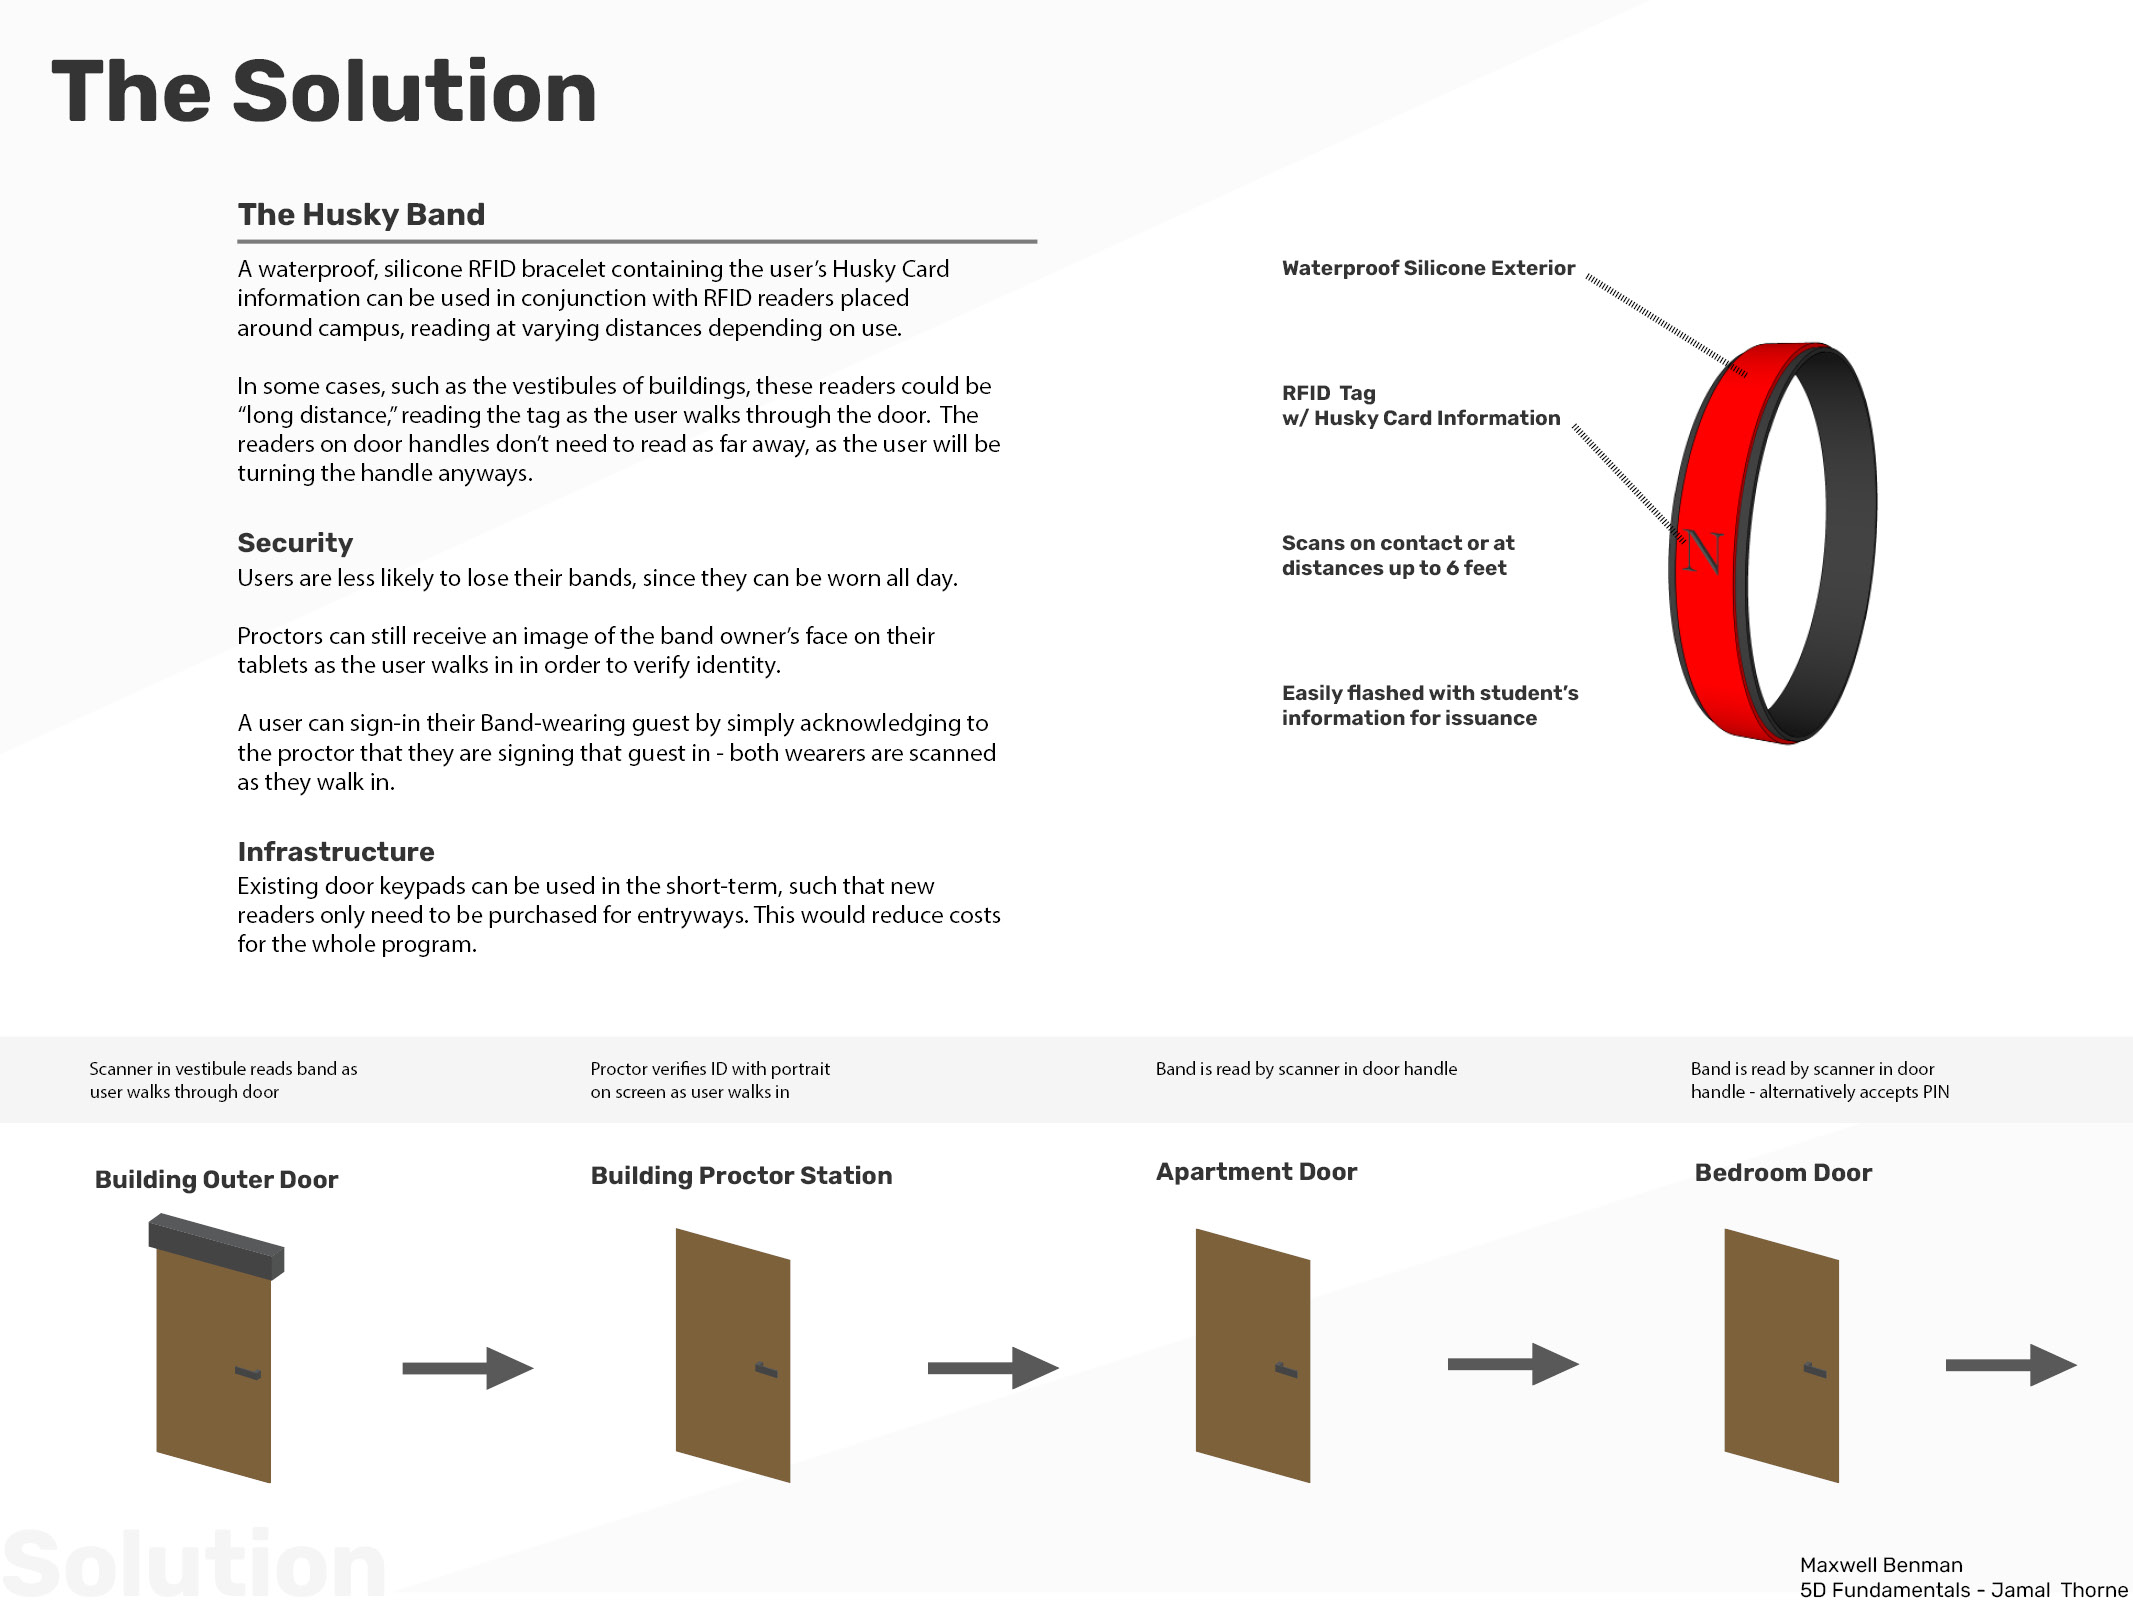 The Solution
The Husky Band
A waterproof, silicone RFID bracelet containing the user’s Husky Card
information can be used in conjunction with RFID readers placed
around campus, reading at varying distances depending on use.
In some cases, such as the vestibules of buildings, these readers could be
“long distance,” reading the tag as the user walks through the door.  The
readers on door handles don’t need to read as far away, as the user will be
turning the handle anyways.
Security
Users are less likely to lose their bands, since they can be worn all day.
Proctors can still receive an image of the band owner’s face on their
tablets as the user walks in in order to verify identity.
A user can sign-in their Band-wearing guest by simply acknowledging to
the proctor that they are signing that guest in - both wearers are scanned
as they walk in.
Infrastructure
Existing door keypads can be used in the short-term, such that new
readers only need to be purchased for entryways. This would reduce costs
for the whole program.
Waterproof Silicone Exterior
RFID  Tag
w/ Husky Card Information
Scans on contact or at
distances up to 6 feet
Easily flashed with student’s
information for issuance
N
Scanner in vestibule reads band as
user walks through door
Building Outer Door
Proctor verifies ID with portrait
on screen as user walks in
Building Proctor Station
Band is read by scanner in door handle
Apartment Door
Band is read by scanner in door
handle - alternatively accepts PIN
Bedroom Door
Solution
Maxwell Benman
5D Fundamentals - Jamal  Thorne